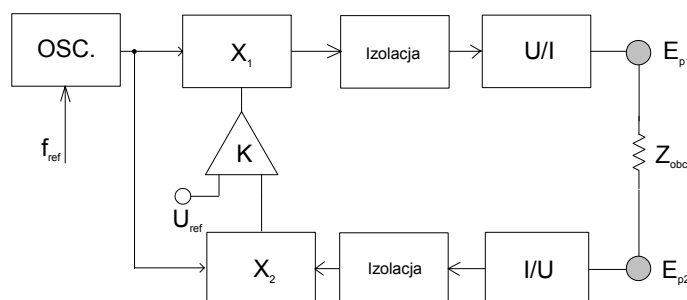 OSC.
X1
Izolacja
U/I
Ep1
fref
K
Zobc
Uref
X2
Izolacja
I/U
Ep2